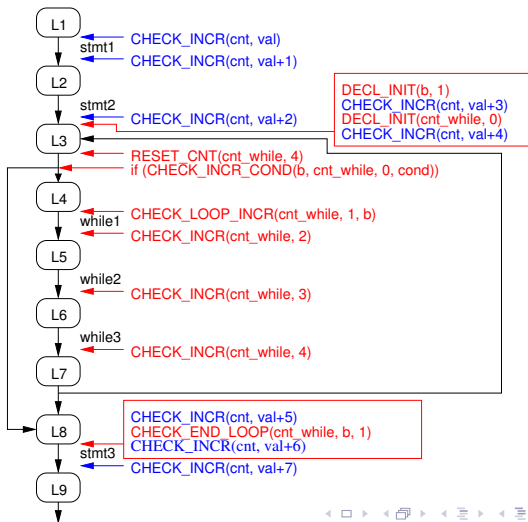 L1
CHECK_INCR(cnt, val)
stmt1
CHECK_INCR(cnt, val+1)
L2
DECL_INIT(b, 1)
CHECK_INCR(cnt, val+3)
DECL_INIT(cnt_while, 0)
CHECK_INCR(cnt, val+4)
stmt2
CHECK_INCR(cnt, val+2)
L3
RESET_CNT(cnt_while, 4)
if (CHECK_INCR_COND(b, cnt_while, 0, cond))
L4
CHECK_LOOP_INCR(cnt_while, 1, b)
while1
CHECK_INCR(cnt_while, 2)
L5
while2
CHECK_INCR(cnt_while, 3)
L6
while3
CHECK_INCR(cnt_while, 4)
L7
CHECK_INCR(cnt, val+5)
L8
CHECK_END_LOOP(cnt_while, b, 1)
CHECK_INCR(cnt, val+6)
stmt3
CHECK_INCR(cnt, val+7)
L9